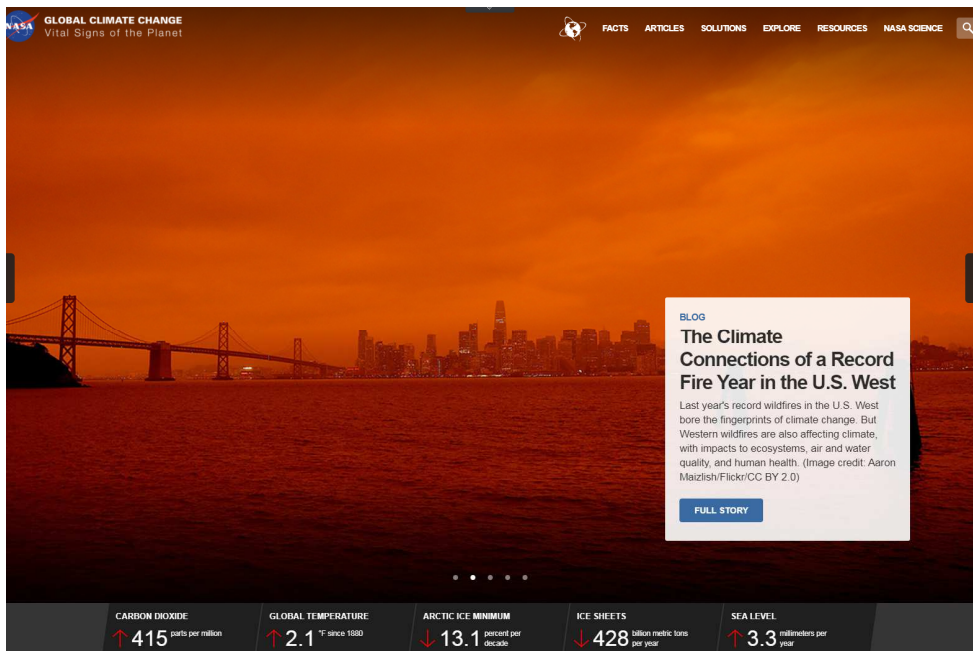 NASA
GLOBAL CLIMATE CHANGE
Vital Signs of the Planet
FACTS ARTICLES SOLUTIONS EXPLORE RESOURCES NASA SCIENCE
BLOG
The Climate
Connections of a Record
Fire Year in the U.S. West
Last year's record wildfires in the U.S. West
bore the fingerprints of climate change. But
Western wildfires are also affecting climate,
with impacts to ecosystems, air and water
quality, and human health. (Image credit: Aaron
Maizlish/Flickr/CC BY 2.0)
FULL STORY
CARBON DIOXIDE
↑ 415 parts per million
GLOBAL TEMPERATURE
↑ 2.1 °F since 1880
ARCTIC ICE MINIMUM
↓ 13.1 percent per
decade
ICE SHEETS
↓ 428 billion metric tons
per year
SEA LEVEL
↑ 3.3 millimeters per
year